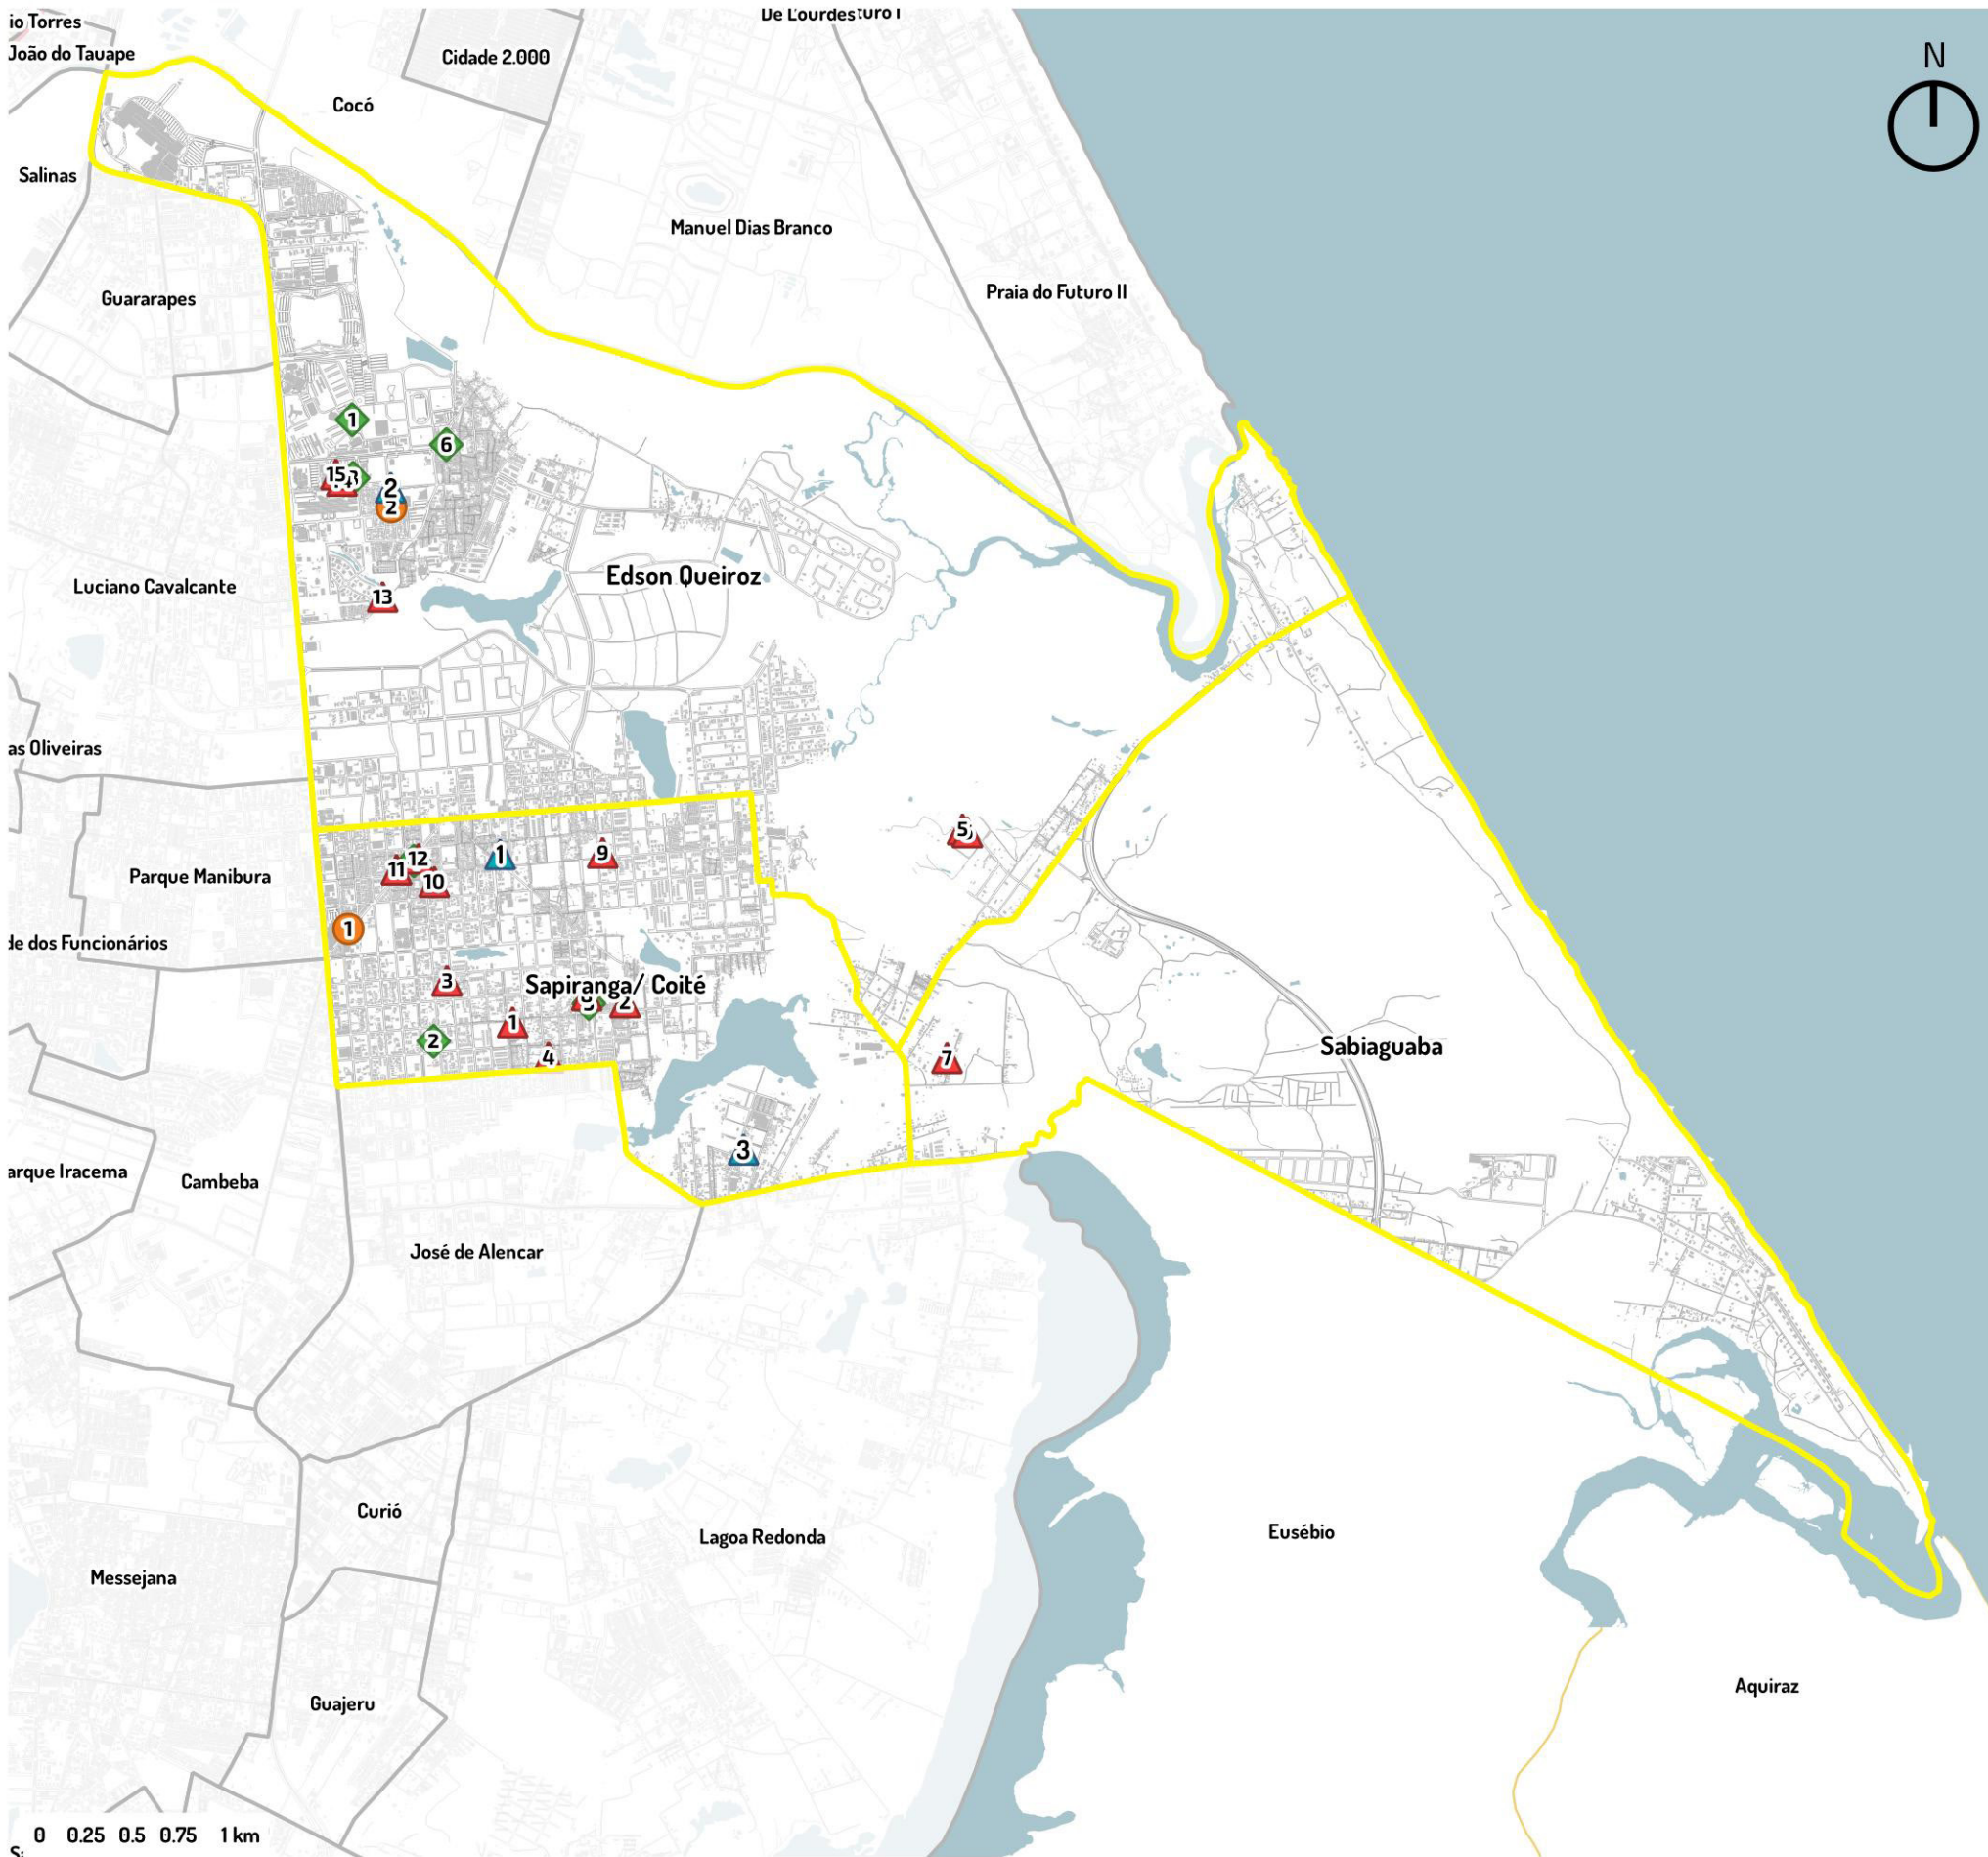 io Torres
De Lourdes
turo I
João do Tauape
Cidade 2.000
N
Cocó
Salinas
Manuel Dias Branco
Guararapes
Praia do Futuro II
1
6
15
2
2
Edson Queiroz
Luciano Cavalcante
13
as Oliveiras
5
12
1
9
11
Parque Manibura
10
1
de dos Funcionários
3
Sapiranga/ Coité
2
1
2
4
7
Sabiaguaba
3
arque Iracema
Cambeba
José de Alencar
Curió
Lagoa Redonda
Eusébio
Messejana
Aquiraz
Guajeru
0 0.25 0.5 0.75 1 km